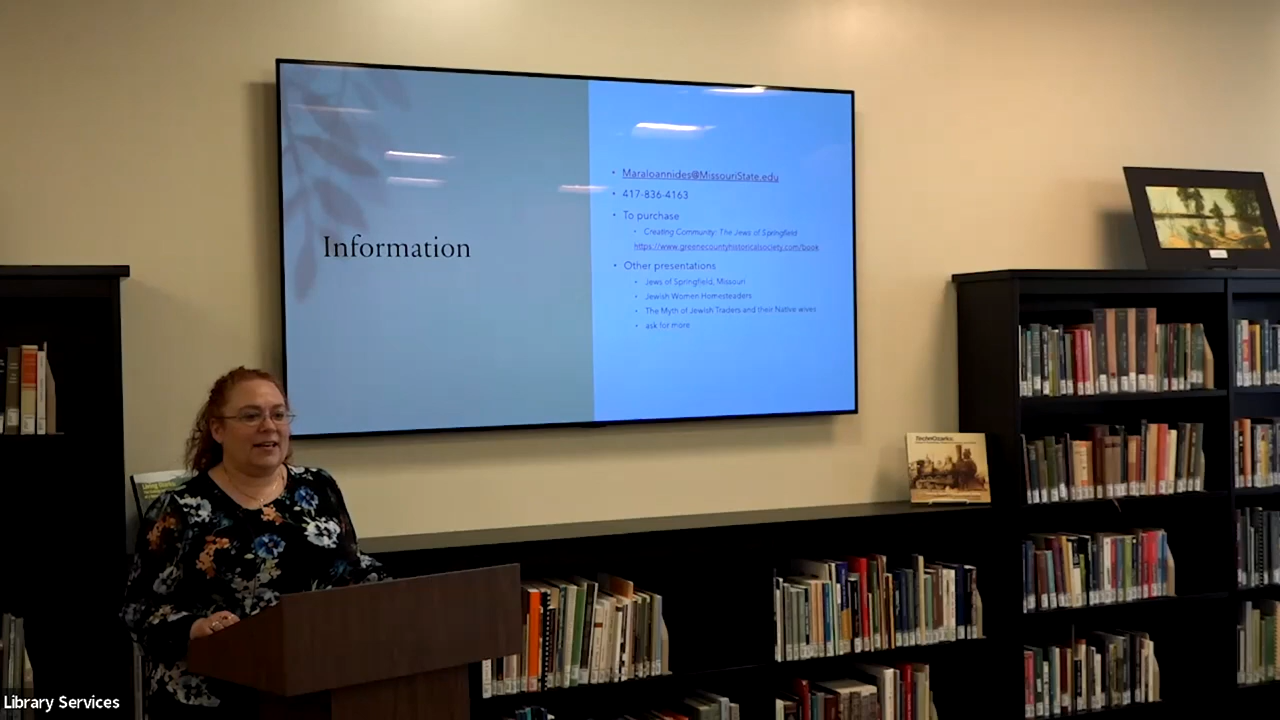 Information
MaraIoannides@MissouriState.edu
417-836-4163
To purchase
Creating Community: The Jews of Springfield
https://www.greenecountyhistoricalsociety.com/book
Other presentations
Jews of Springfield, Missouri
Jewish Women Homesteaders
The Myth of Jewish Traders and their Native wives
ask for more
Living Ozarks
Library Services